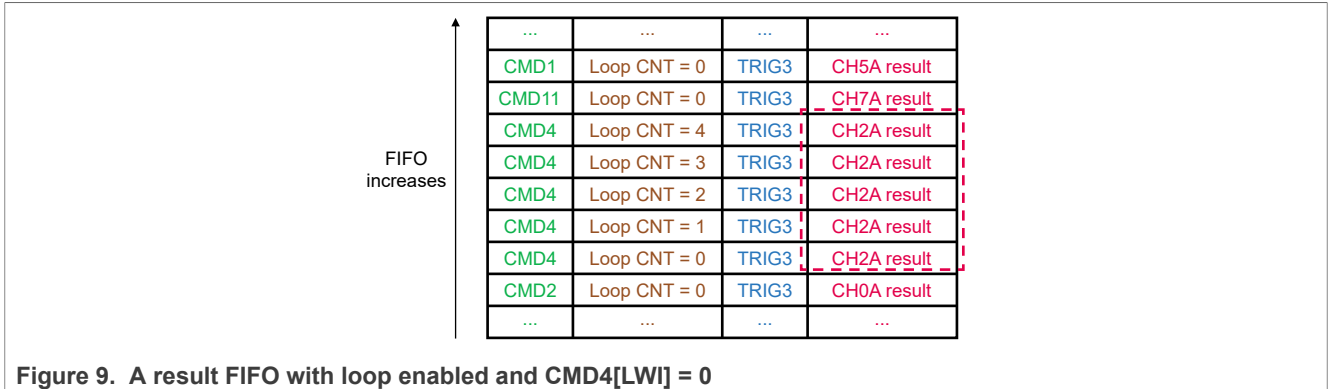 ... ... ... ...
CMD1 Loop CNT = 0 TRIG3 CH5A result
CMD11 Loop CNT = 0 TRIG3 CH7A result
CMD4 Loop CNT = 4 TRIG3 CH2A result
FIFO
increases
CMD4 Loop CNT = 3 TRIG3 CH2A result
CMD4 Loop CNT = 2 TRIG3 CH2A result
CMD4 Loop CNT = 1 TRIG3 CH2A result
CMD4 Loop CNT = 0 TRIG3 CH2A result
CMD2 Loop CNT = 0 TRIG3 CH0A result
... ... ... ...
Figure 9. A result FIFO with loop enabled and CMD4[LWI] = 0